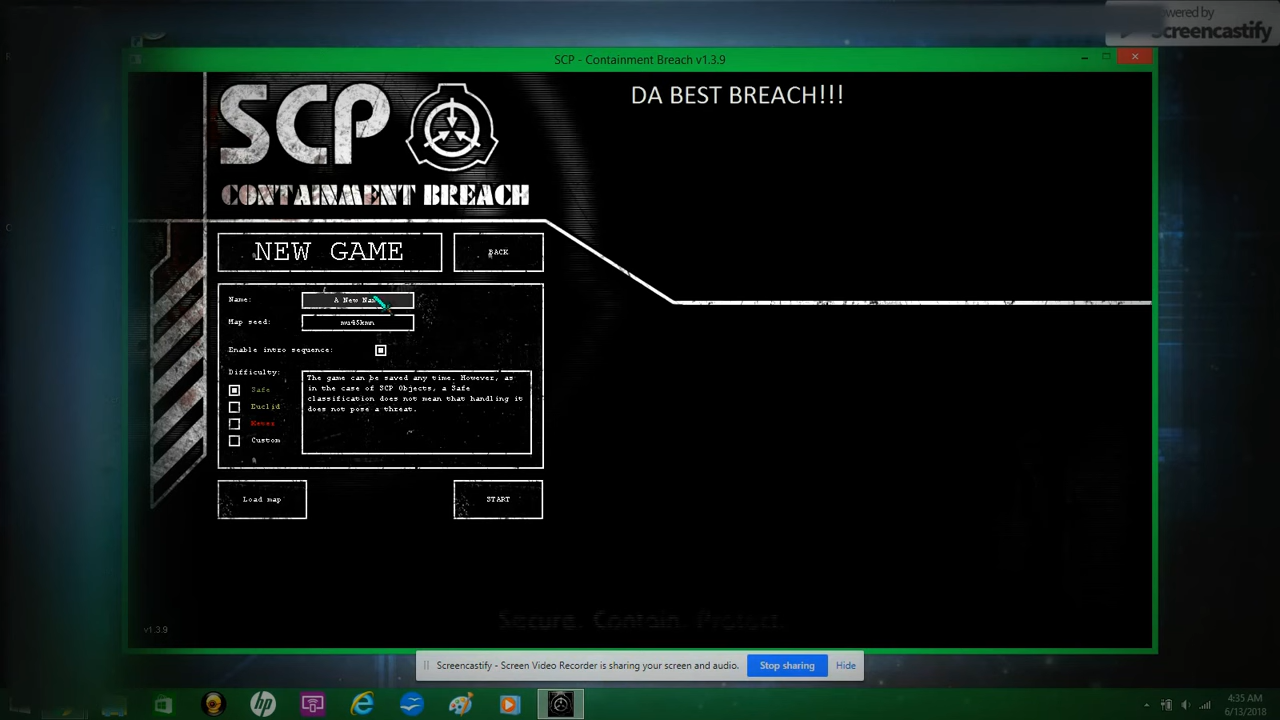 powered by
Screencastify
SCP - Containment Breach v1.3.9
DA BEST BREACH!!!
SCP
CONTAINMENT BREACH
NEW GAME
BACK
Name:
A New
Map seed:
Enable intro sequence:
Difficulty:
Safe
Euclid
Keter
Custom
The game can be saved any time. However, as
in the case of SCP Objects, a Safe
classification does not mean that handling it
does not pose a threat.
Load map
START
Secure. Contain. Protect.
v1.3.9
Screencastify - Screen Video Recorder is sharing your screen and audio.
Stop sharing
Hide
4:35 AM
6/13/2018